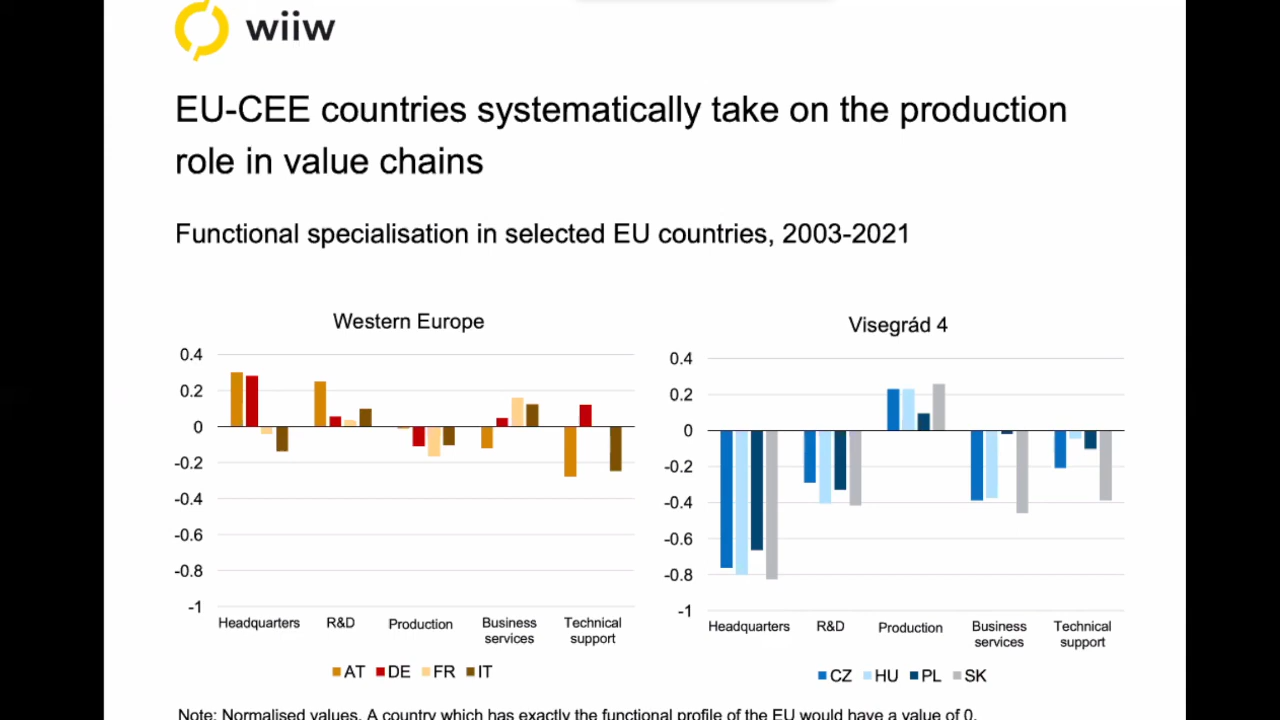 wiiw
EU-CEE countries systematically take on the production
role in value chains
Functional specialisation in selected EU countries, 2003-2021
Western Europe
0.4
0.2
0
-0.2
-0.4
-0.6
-0.8
-1
Headquarters
R&D
Production
Business
services
Technical
support
AT DE FR IT
Visegrád 4
0.4
0.2
0
-0.2
-0.4
-0.6
-0.8
-1
Headquarters
R&D
Production
Business
services
Technical
support
CZ HU PL SK
Note: Normalised values. A country which has exactly the functional profile of the EU would have a value of 0.